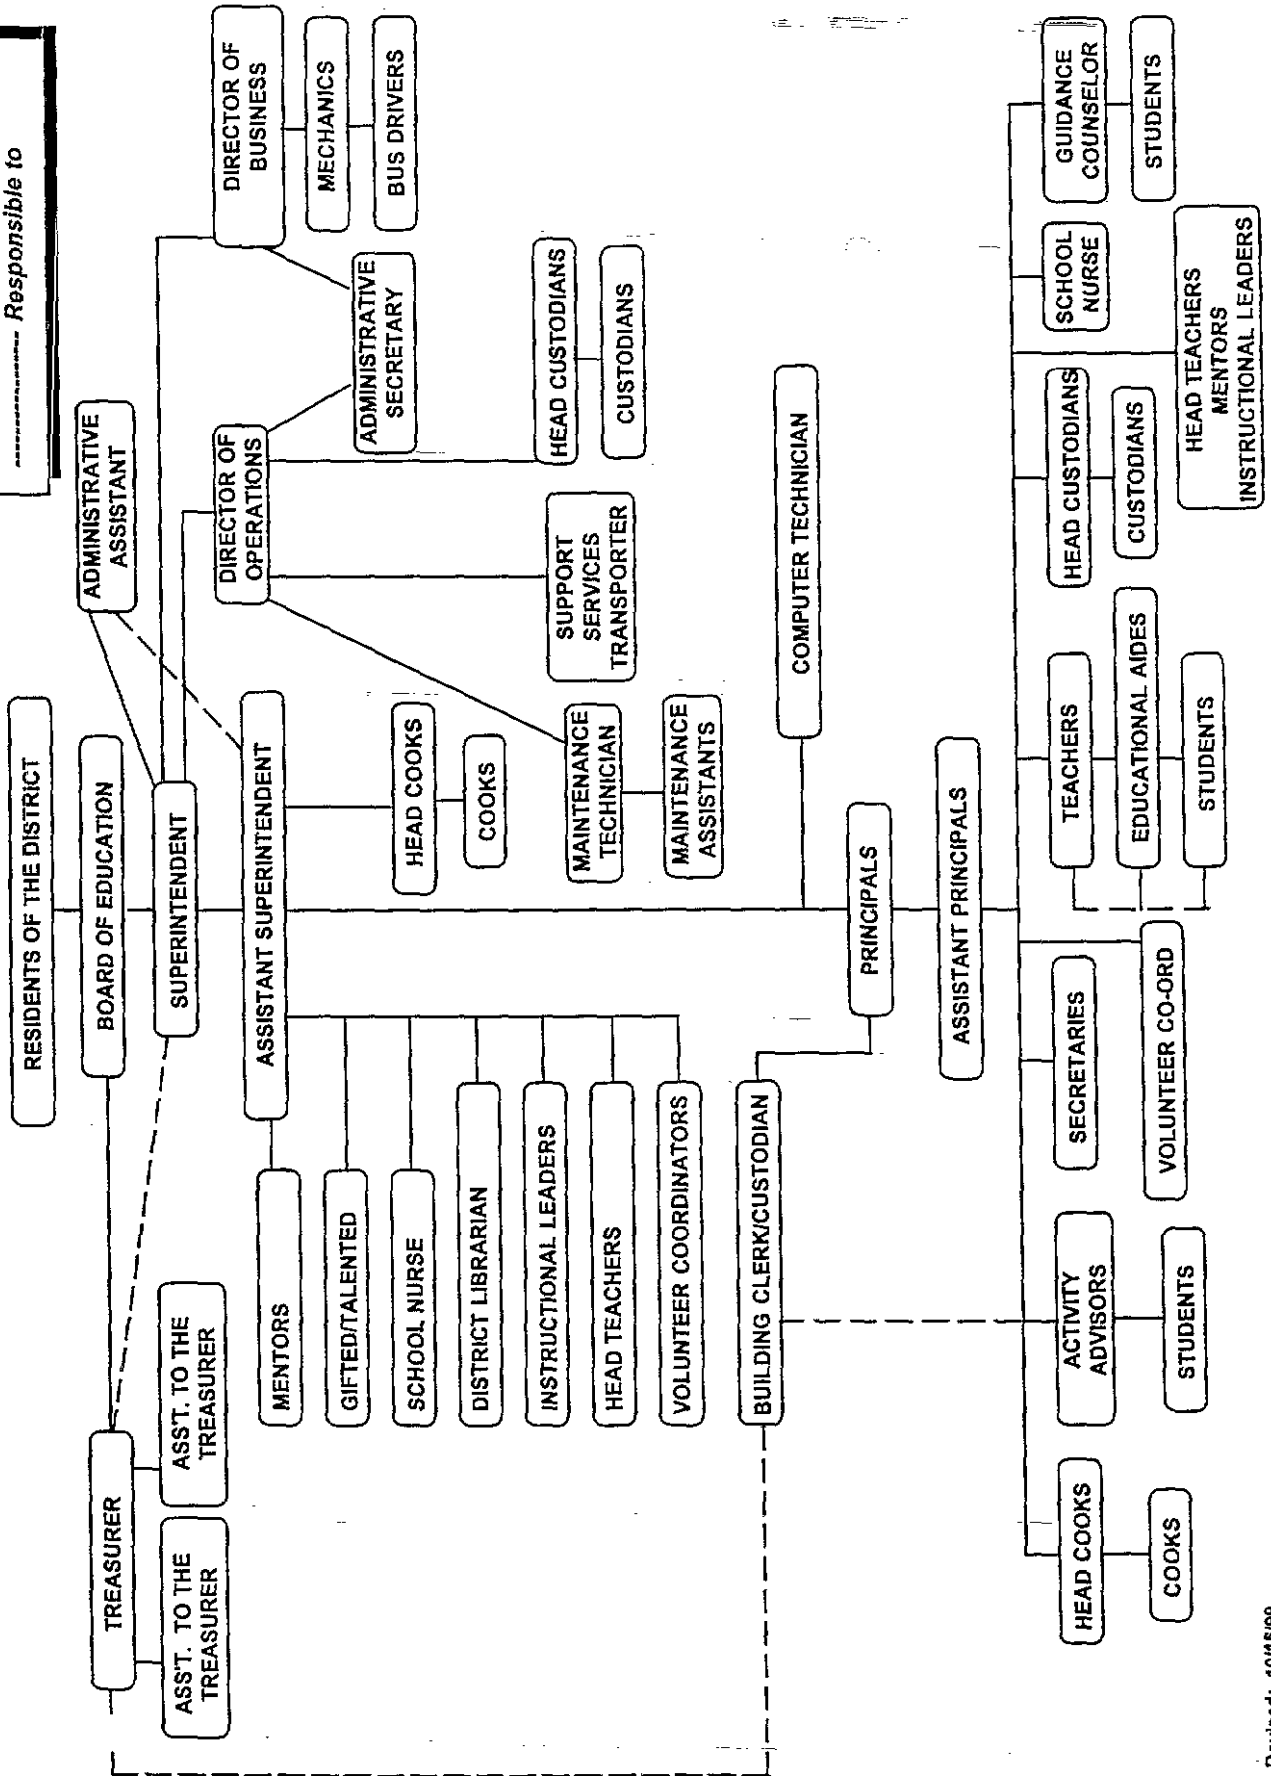 ------------- Responsible to
RESIDENTS OF THE DISTRICT
BOARD OF EDUCATION
TREASURER
ADMINISTRATIVE
ASSISTANT
SUPERINTENDENT
ASS'T. TO THE
TREASURER
ASS'T. TO THE
TREASURER
DIRECTOR OF
OPERATIONS
DIRECTOR OF
BUSINESS
ASSISTANT SUPERINTENDENT
MECHANICS
BUS DRIVERS
ADMINISTRATIVE
SECRETARY
MENTORS
GIFTED/TALENTED
SCHOOL NURSE
DISTRICT LIBRARIAN
INSTRUCTIONAL LEADERS
HEAD TEACHERS
VOLUNTEER COORDINATORS
HEAD COOKS
COOKS
HEAD CUSTODIANS
CUSTODIANS
SUPPORT
SERVICES
TRANSPORTER
MAINTENANCE
TECHNICIAN
MAINTENANCE
ASSISTANTS
BUILDING CLERK/CUSTODIAN
COMPUTER TECHNICIAN
PRINCIPALS
ASSISTANT PRINCIPALS
HEAD COOKS
COOKS
ACTIVITY
ADVISORS
STUDENTS
SECRETARIES
VOLUNTEER CO-ORD
TEACHERS
EDUCATIONAL AIDES
STUDENTS
HEAD CUSTODIANS
CUSTODIANS
HEAD TEACHERS
MENTORS
INSTRUCTIONAL LEADERS
SCHOOL
NURSE
GUIDANCE
COUNSELOR
STUDENTS